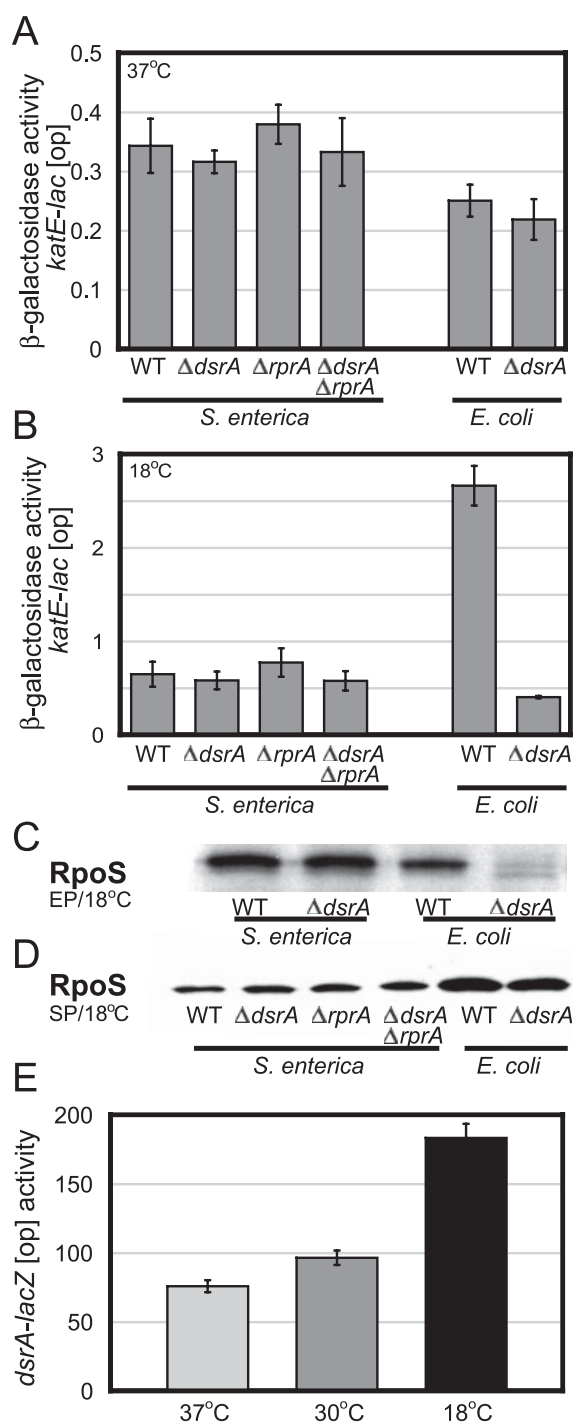 A
β-galactosidase activity
katE-lac [op]
0.5
0.4
0.3
0.2
0.1
0
37°C
WT ΔdsrA ΔrprA ΔdsrA WT ΔdsrA
ΔrprA
S. enterica E. coli
B
β-galactosidase activity
katE-lac [op]
3
2
1
0
18°C
WT ΔdsrA ΔrprA ΔdsrA WT ΔdsrA
ΔrprA
S. enterica E. coli
C
RpoS
EP/18°C
WT ΔdsrA WT ΔdsrA
S. enterica E. coli
D
RpoS
SP/18°C
WT ΔdsrA ΔrprA ΔdsrA WT ΔdsrA
ΔrprA
S. enterica E. coli
E
dsrA-lacZ [op] activity
200
150
100
50
0
37°C 30°C 18°C